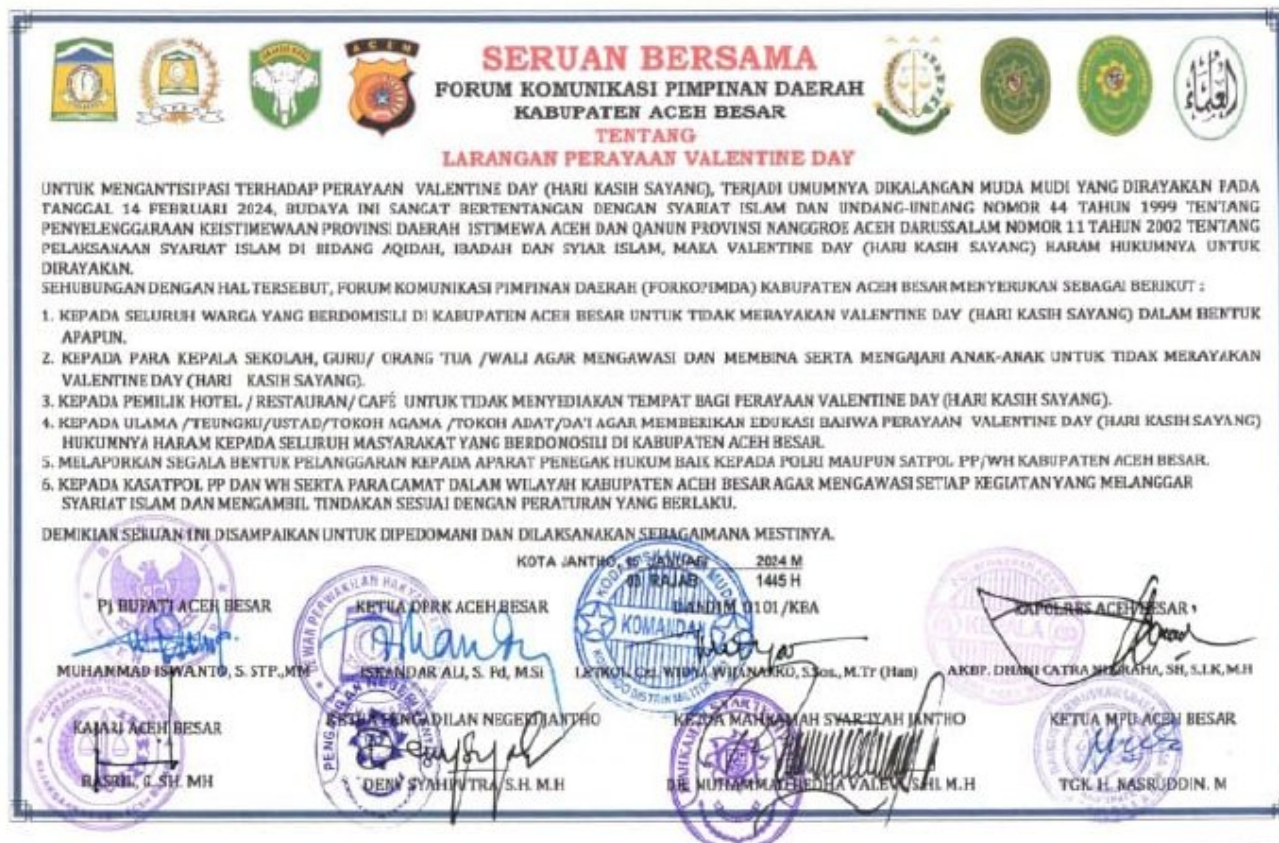 SERUAN BERSAMA
FORUM KOMUNIKASI PIMPINAN DAERAH
KABUPATEN ACEH BESAR
TENTANG
LARANGAN PERAYAAN VALENTINE DAY
UNTUK MENGANTISIPASI TERHADAP PERAYAAN VALENTINE DAY (HARI KASIH SAYANG), TERJADI UMUMNYA DIKALANGAN MUDA MUDI YANG DIRAYAKAN PADA
TANGGAL 14 FEBRUARI 2024, BUDAYA INI SANGAT BERTENTANGAN DENGAN SYARIAT ISLAM DAN UNDANG-UNDANG NOMOR 44 TAHUN 1999 TENTANG
PENYELENGGARAAN KEISTIMEWAAN PROVINSI DAERAH ISTIMEWA ACEH DAN QANUN PROVINSI NANGGROE ACEH DARUSSALAM NOMOR 11 TAHUN 2002 TENTANG
PELAKSANAAN SYARIAT ISLAM DI BIDANG AQIDAH, IBADAH DAN SYIAR ISLAM, MAKA VALENTINE DAY (HARI KASIH SAYANG) HARAM HUKUMNYA UNTUK
DIRAYAKAN.
SEHUBUNGAN DENGAN HAL TERSEBUT, FORUM KOMUNIKASI PIMPINAN DAERAH (FORKOPIMDA) KABUPATEN ACEH BESAR MENYERUKAN SEBAGAI BERIKUT :
1. KEPADA SELURUH WARGA YANG BERDOMISILI DI KABUPATEN ACEH BESAR UNTUK TIDAK MERAYAKAN VALENTINE DAY (HARI KASIH SAYANG) DALAM BENTUK
APAPUN.
2. KEPADA PARA KEPALA SEKOLAH, GURU/ ORANG TUA /WALI AGAR MENGAWASI DAN MEMBINA SERTA MENGAJARI ANAK-ANAK UNTUK TIDAK MERAYAKAN
VALENTINE DAY (HARI KASIH SAYANG).
3. KEPADA PEMILIK HOTEL / RESTAURAN/ CAFÉ UNTUK TIDAK MENYEDIAKAN TEMPAT BAGI PERAYAAN VALENTINE DAY (HARI KASIH SAYANG).
4. KEPADA ULAMA /TEUNGKU/USTAD/TOKOH AGAMA /TOKOH ADAT/DA'I AGAR MEMBERIKAN EDUKASI BAHWA PERAYAAN VALENTINE DAY (HARI KASIH SAYANG)
HUKUMNYA HARAM KEPADA SELURUH MASYARAKAT YANG BERDONOSILI DI KABUPATEN ACEH BESAR.
5. MELAPORKAN SEGALA BENTUK PELANGGARAN KEPADA APARAT PENEGAK HUKUM BAIK KEPADA POLRI MAUPUN SATPOL PP/WH KABUPATEN ACEH BESAR.
6. KEPADA KASATPOL PP DAN WH SERTA PARA CAMAT DALAM WILAYAH KABUPATEN ACEH BESAR AGAR MENGAWASI SETIAP KEGIATAN YANG MELANGGAR
SYARIAT ISLAM DAN MENGAMBIL TINDAKAN SESUAI DENGAN PERATURAN YANG BERLAKU.
DEMIKIAN SERUAN INI DISAMPAIKAN UNTUK DIPEDOMANI DAN DILAKSANAKAN SEBAGAIMANA MESTINYA.
KOTA JANTHO, JANUARI 2024 M
RAJAB 1445 H
Pj BUPATI ACEH BESAR
KETUA DPRK ACEH BESAR
DANDIM 0101/KBA
KAPOLRES ACEH BESAR
KOMANDAN
KEPALA
MUHAMMAD ISWANTO, S. STP., MM
ISKANDAR ALI, S. Pd, M.Si
LETKOL S.Sos., M.Tr (Han)
AKBP. DHANI CATRA NUGRAHA, SH, S.I.K, M.H
KAJARI ACEH BESAR
KETUA PENGADILAN NEGERI JANTHO
KETUA MAHKAMAH SYAR'IYAH JANTHO
KETUA MPU ACEH BESAR
BASRIL, G. SH. MH
DENY SYAHPUTRA, S.H. M.H
MUHAMMAD REDHA M.H
TGK. H. NASRUDDIN. M
ACEH
العلماء